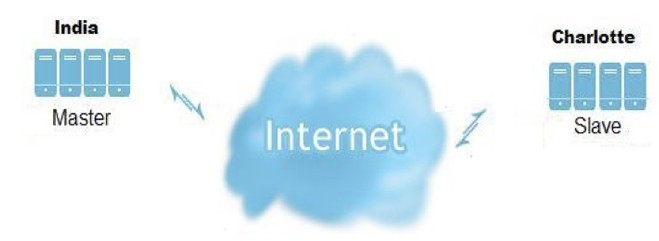 India
Master
Internet
Charlotte
Slave